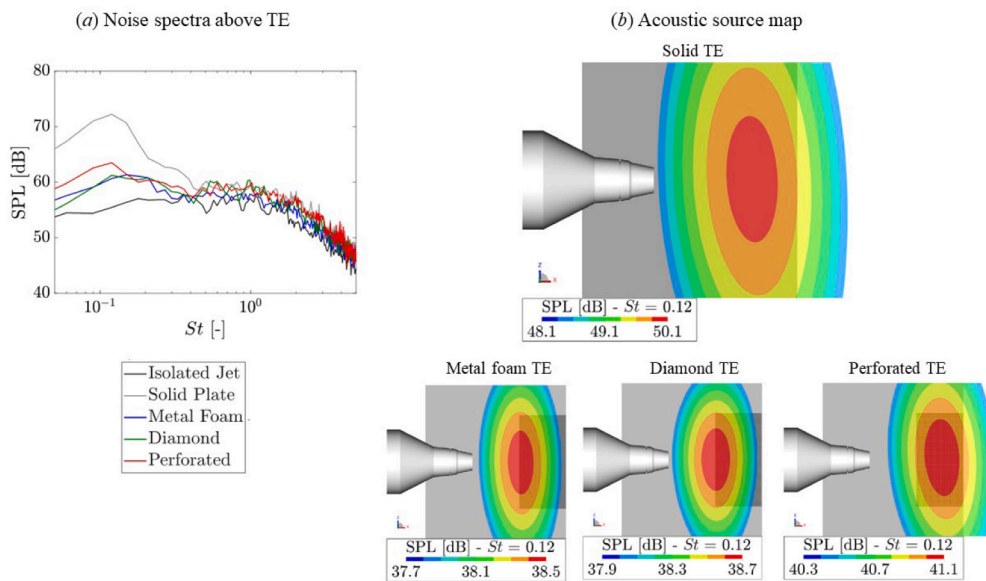 (a) Noise spectra above TE
80
70
60
50
40
SPL [dB]
10⁻¹
10⁰
St [-]
Isolated Jet
Solid Plate
Metal Foam
Diamond
Perforated
(b) Acoustic source map
Solid TE
SPL [dB] - St = 0.12
48.1 49.1 50.1
Metal foam TE
SPL [dB] - St = 0.12
37.7 38.1 38.5
Diamond TE
SPL [dB] - St = 0.12
37.9 38.3 38.7
Perforated TE
SPL [dB] - St = 0.12
40.3 40.7 41.1